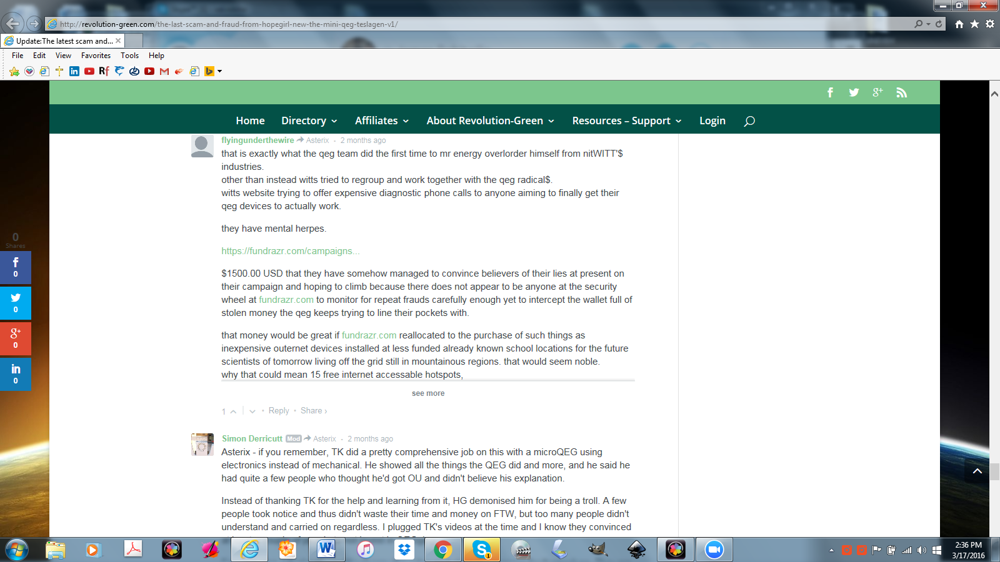 http://revolution-green.com/the-last-scam-and-fraud-from-hopegirl-new-the-mini-qeg-teslagen-v1/
Update:The latest scam and...
File Edit View Favorites Tools Help
Home Directory Affiliates About Revolution-Green Resources – Support Login
flyingunderthewire Asterix • 2 months ago
that is exactly what the qeg team did the first time to mr energy overlorder himself from nitWITT'$
industries.
other than instead witts tried to regroup and work together with the qeg radical$.
witts website trying to offer expensive diagnostic phone calls to anyone aiming to finally get their
qeg devices to actually work.
they have mental herpes.
https://fundrazr.com/campaigns...
$1500.00 USD that they have somehow managed to convince believers of their lies at present on
their campaign and hoping to climb because there does not appear to be anyone at the security
wheel at fundrazr.com to monitor for repeat frauds carefully enough yet to intercept the wallet full of
stolen money the qeg keeps trying to line their pockets with.
that money would be great if fundrazr.com reallocated to the purchase of such things as
inexpensive outernet devices installed at less funded already known school locations for the future
scientists of tomorrow living off the grid still in mountainous regions. that would seem noble.
why that could mean 15 free internet accessable hotspots,
see more
1 • Reply • Share ›
Simon Derricutt Mod Asterix • 2 months ago
Asterix - if you remember, TK did a pretty comprehensive job on this with a microQEG using
electronics instead of mechanical. He showed all the things the QEG did and more, and he said he
had quite a few people who thought he'd got OU and didn't believe his explanation.
Instead of thanking TK for the help and learning from it, HG demonised him for being a troll. A few
people took notice and thus didn't waste their time and money on FTW, but too many people didn't
understand and carried on regardless. I plugged TK's videos at the time and I know they convinced
0
Shares
0
0
0
0
2:36 PM
3/17/2016